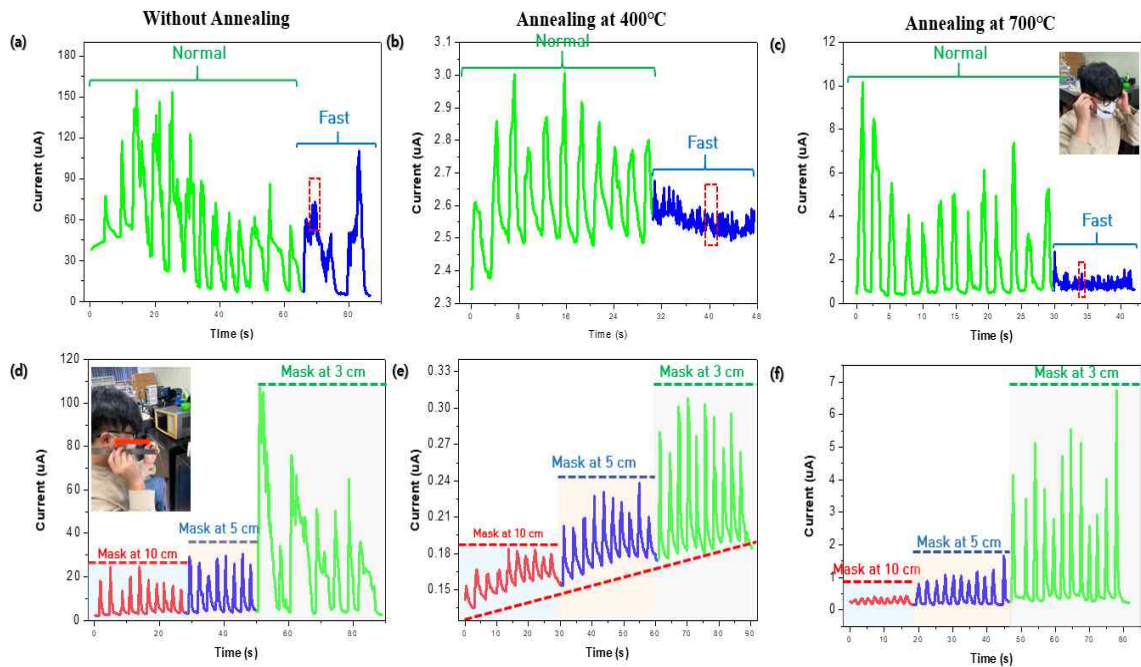 Without Annealing
Annealing at 400°C
Annealing at 700°C
(a)
180
150
120
90
60
30
0
Current (uA)
Normal
Fast
0 20 40 60 80
TIme (s)
(b)
3.1
3.0
2.9
2.8
2.7
2.6
2.5
2.4
2.3
Current (uA)
Normal
Fast
0 8 16 24 32 40 48
Time (s)
(c)
12
10
8
6
4
2
0
Current (uA)
Normal
Fast
0 5 10 15 20 25 30 35 40
Time (s)
(d)
120
100
80
60
40
20
0
Current (uA)
Mask at 10 cm
Mask at 5 cm
Mask at 3 cm
0 20 40 60 80
Time (s)
(e)
0.33
0.30
0.27
0.24
0.21
0.18
0.15
Current (uA)
Mask at 10 cm
Mask at 5 cm
Mask at 3 cm
0 10 20 30 40 50 60 70 80 90
Time (s)
(f)
7
6
5
4
3
2
1
0
Current (uA)
Mask at 10 cm
Mask at 5 cm
Mask at 3 cm
0 10 20 30 40 50 60 70 80
Time (s)